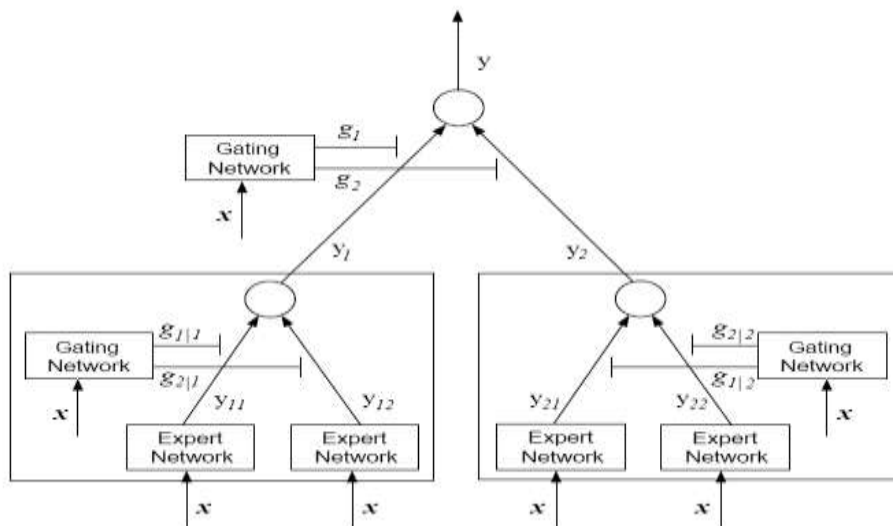 y
g1
Gating
Network
g2
x
y1
y2
g1|1
Gating
Network
g2|1
x
y11
y12
g2|2
Gating
Network
g1|2
x
y21
y22
Expert
Network
Expert
Network
Expert
Network
Expert
Network
x
x
x
x